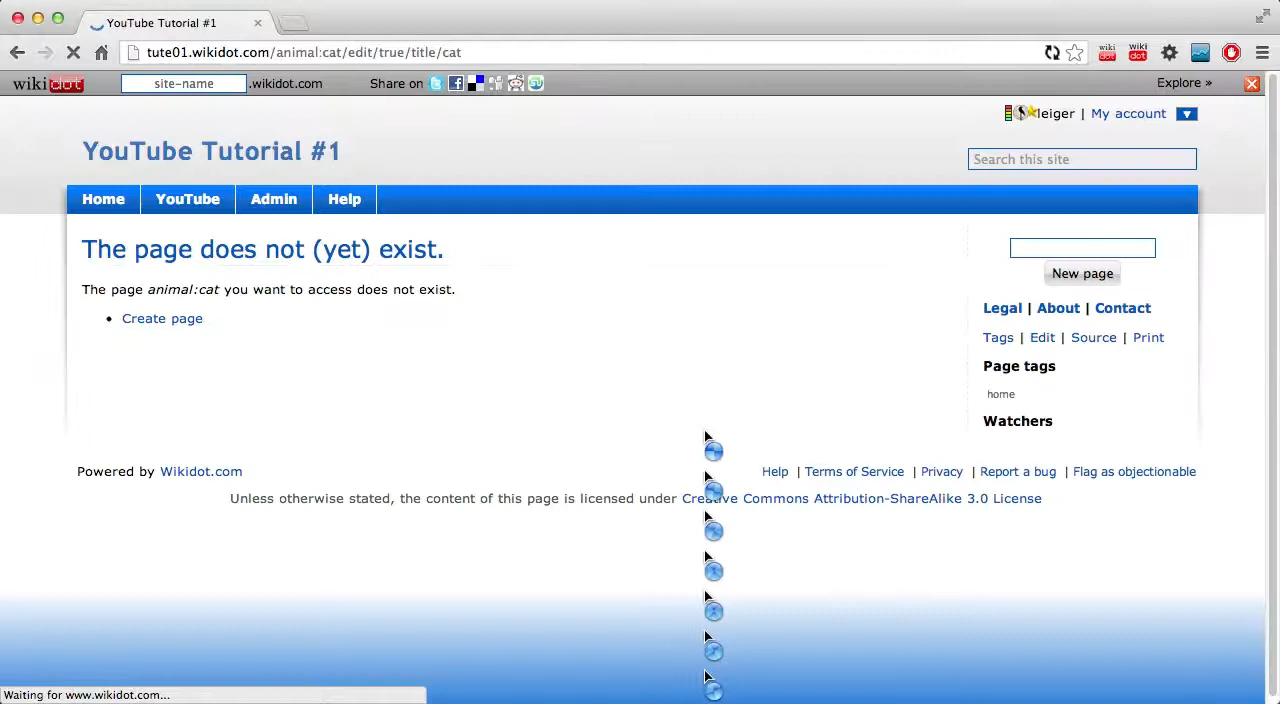 YouTube Tutorial #1
tute01.wikidot.com/animal:cat/edit/true/title/cat
wiki dot
wiki dot
wikidot site-name .wikidot.com Share on Explore »
leiger | My account
YouTube Tutorial #1
Search this site
Home YouTube Admin Help
The page does not (yet) exist.
The page animal:cat you want to access does not exist.
• Create page
New page
Legal | About | Contact
Tags | Edit | Source | Print
Page tags
home
Watchers
Powered by Wikidot.com
Help | Terms of Service | Privacy | Report a bug | Flag as objectionable
Unless otherwise stated, the content of this page is licensed under Creative Commons Attribution-ShareAlike 3.0 License
Waiting for www.wikidot.com...